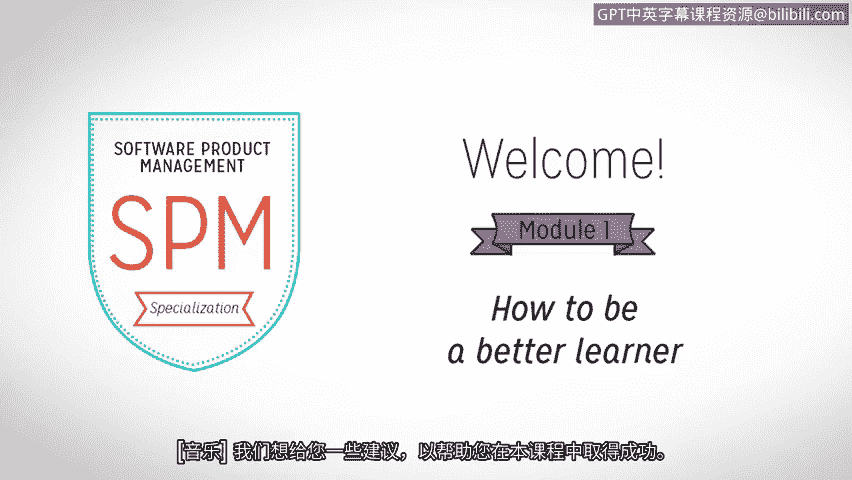 GPT中英字幕课程资源@bilibili.com
SOFTWARE PRODUCT
MANAGEMENT
SPM
Specialization
Welcome!
Module 1
How to be
a better learner
[音乐] 我们想给您一些建议，以帮助您在本课程中取得成功。